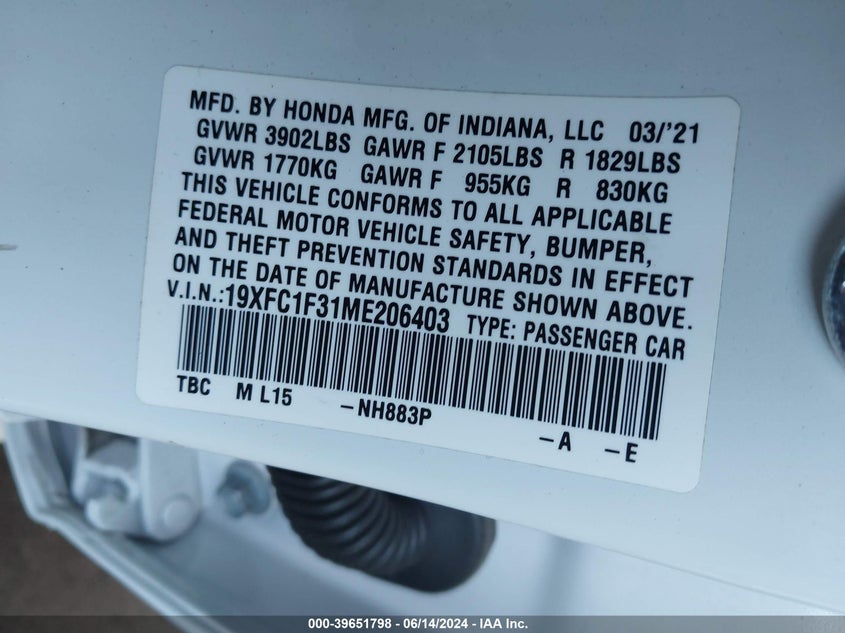 MFD. BY HONDA MFG. OF INDIANA, LLC 03/'21
GVWR 3902LBS GAWR F 2105LBS R 1829LBS
GVWR 1770KG GAWR F 955KG R 830KG
THIS VEHICLE CONFORMS TO ALL APPLICABLE
FEDERAL MOTOR VEHICLE SAFETY, BUMPER,
AND THEFT PREVENTION STANDARDS IN EFFECT
ON THE DATE OF MANUFACTURE SHOWN ABOVE.
V.I.N.:19XFC1F31ME206403 TYPE: PASSENGER CAR
TBC M L15 -NH883P -A -E
000-39651798 - 06/14/2024 - IAA Inc.